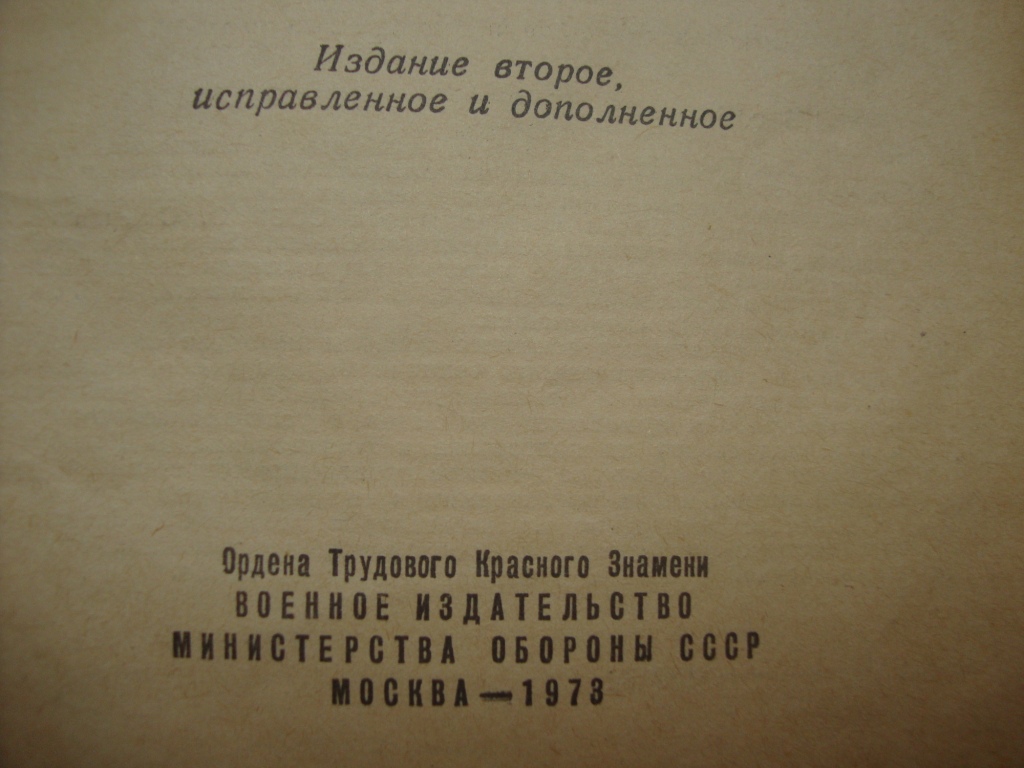 Издание второе,
исправленное и дополненное
Ордена Трудового Красного Знамени
ВОЕННОЕ ИЗДАТЕЛЬСТВО
МИНИСТЕРСТВА ОБОРОНЫ СССР
МОСКВА — 1973